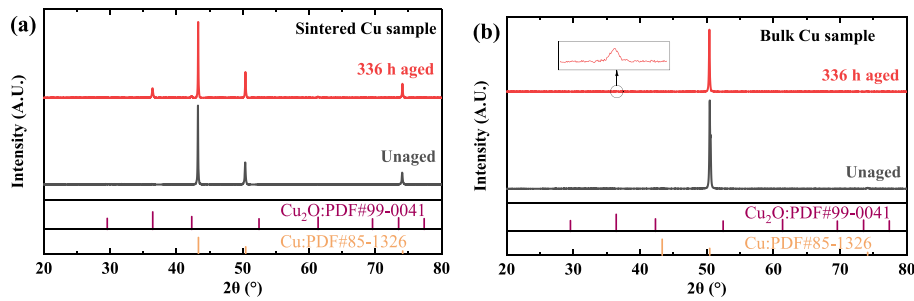 (a)
Sintered Cu sample
336 h aged
Unaged
Cu₂O:PDF#99-0041
Cu:PDF#85-1326
20 30 40 50 60 70 80
2θ (°)
Intensity (A.U.)
(b)
Bulk Cu sample
336 h aged
Unaged
Cu₂O:PDF#99-0041
Cu:PDF#85-1326
20 30 40 50 60 70 80
2θ (°)
Intensity (A.U.)